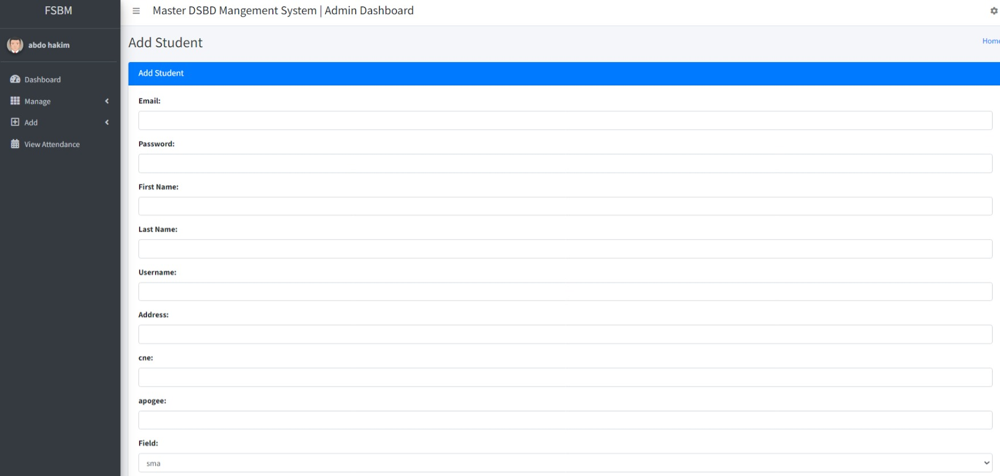 FSBM
Master DSBD Mangement System | Admin Dashboard
abdo hakim
Dashboard
Manage
Add
View Attendance
Add Student
Home
Add Student
Email:
Password:
First Name:
Last Name:
Username:
Address:
cne:
apogee:
Field:
sma